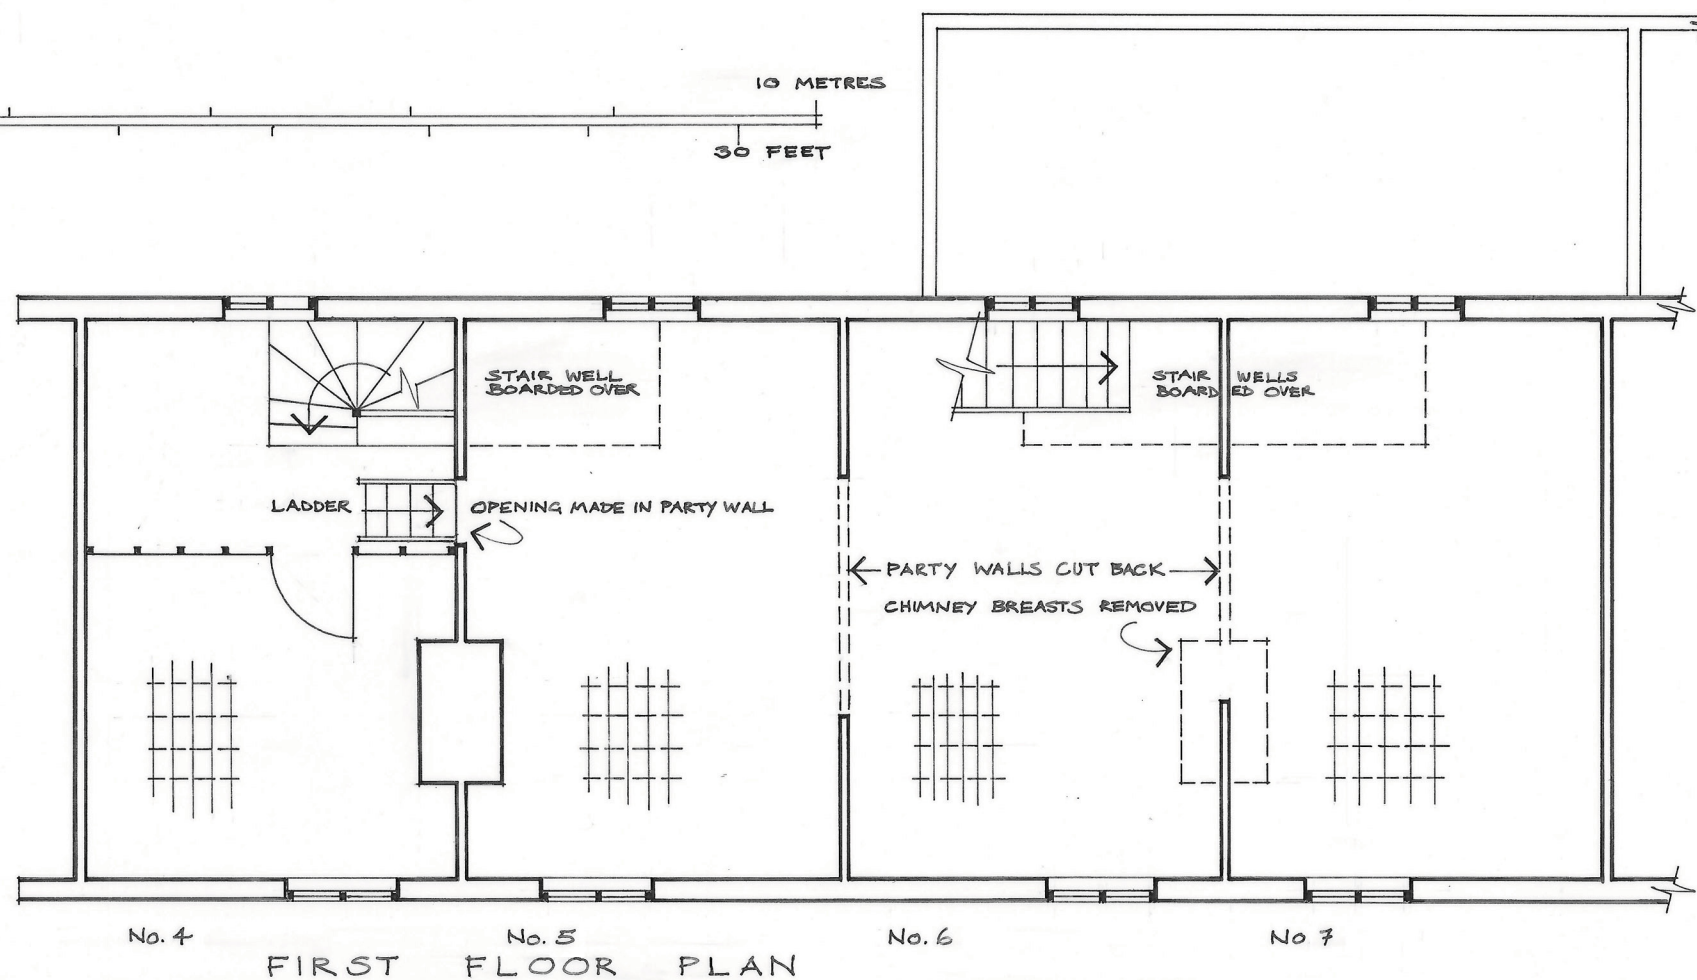 10 METRES
30 FEET
STAIR WELL
BOARDED OVER
STAIR WELLS
BOARDED OVER
LADDER
OPENING MADE IN PARTY WALL
PARTY WALLS CUT BACK
CHIMNEY BREASTS REMOVED
No. 4
No. 5
No. 6
No 7
FIRST FLOOR PLAN